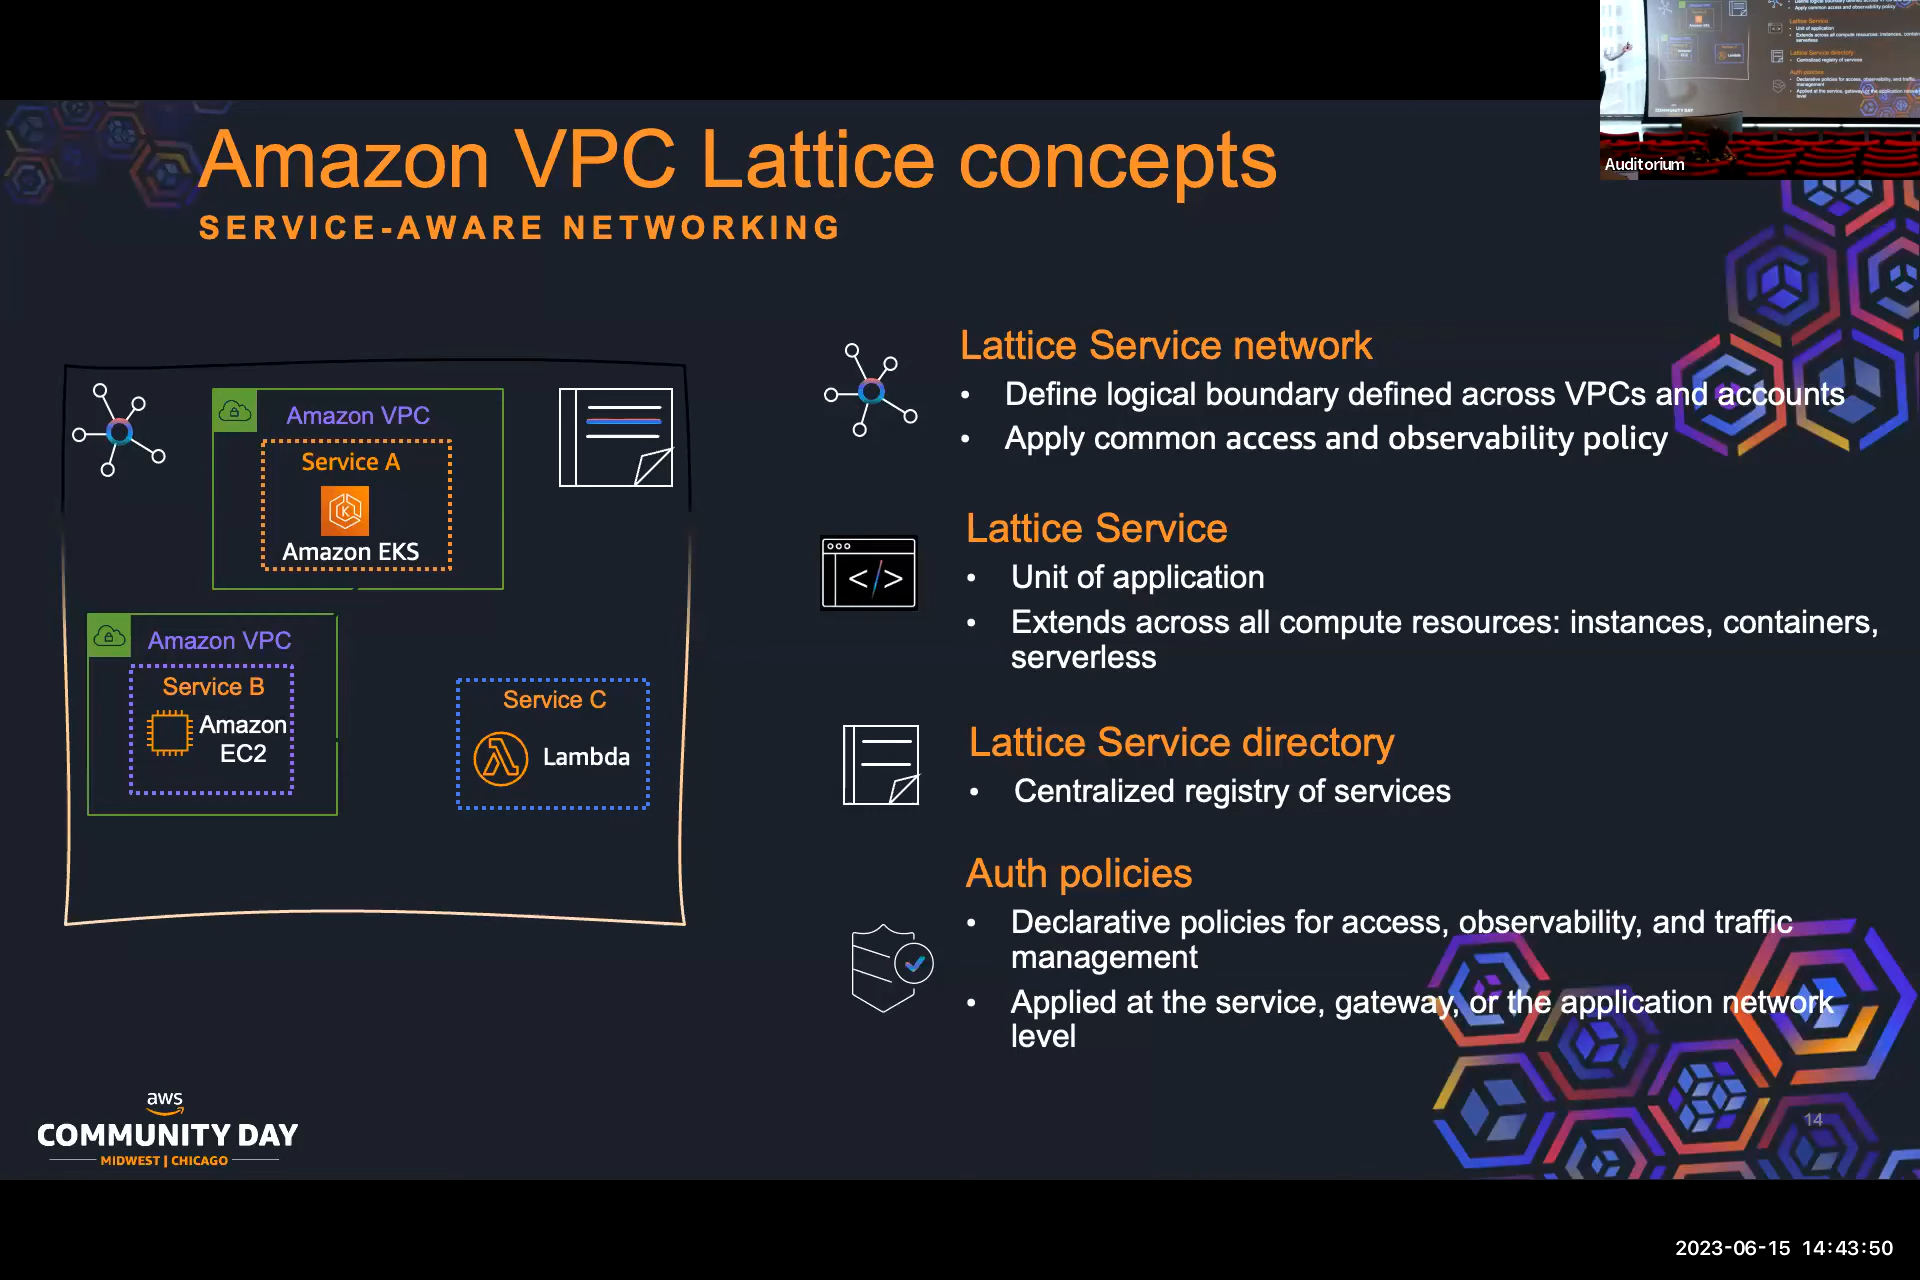 Amazon VPC Lattice concepts
SERVICE-AWARE NETWORKING
Auditorium
Amazon VPC
Service A
Amazon EKS
Amazon VPC
Service B
Amazon
EC2
Service C
Lambda
Lattice Service network
• Define logical boundary defined across VPCs and accounts
• Apply common access and observability policy
Lattice Service
• Unit of application
• Extends across all compute resources: instances, containers,
serverless
Lattice Service directory
• Centralized registry of services
Auth policies
• Declarative policies for access, observability, and traffic
management
• Applied at the service, gateway, or the application network
level
aws
COMMUNITY DAY
MIDWEST | CHICAGO
14
2023-06-15 14:43:50